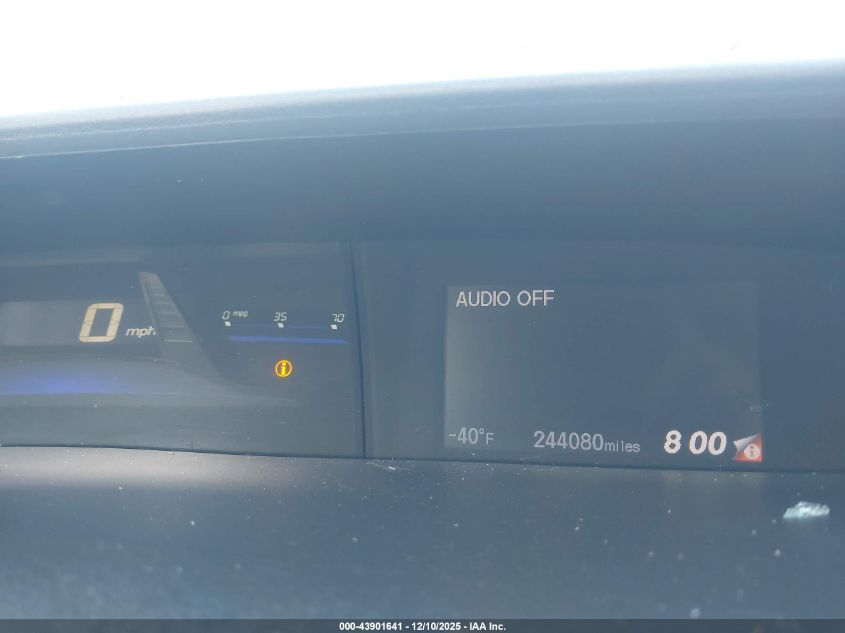 0 mph
0 mpg 35 70
AUDIO OFF
-40°F 244080miles 8 00
000-43901641 - 12/10/2025 - IAA Inc.